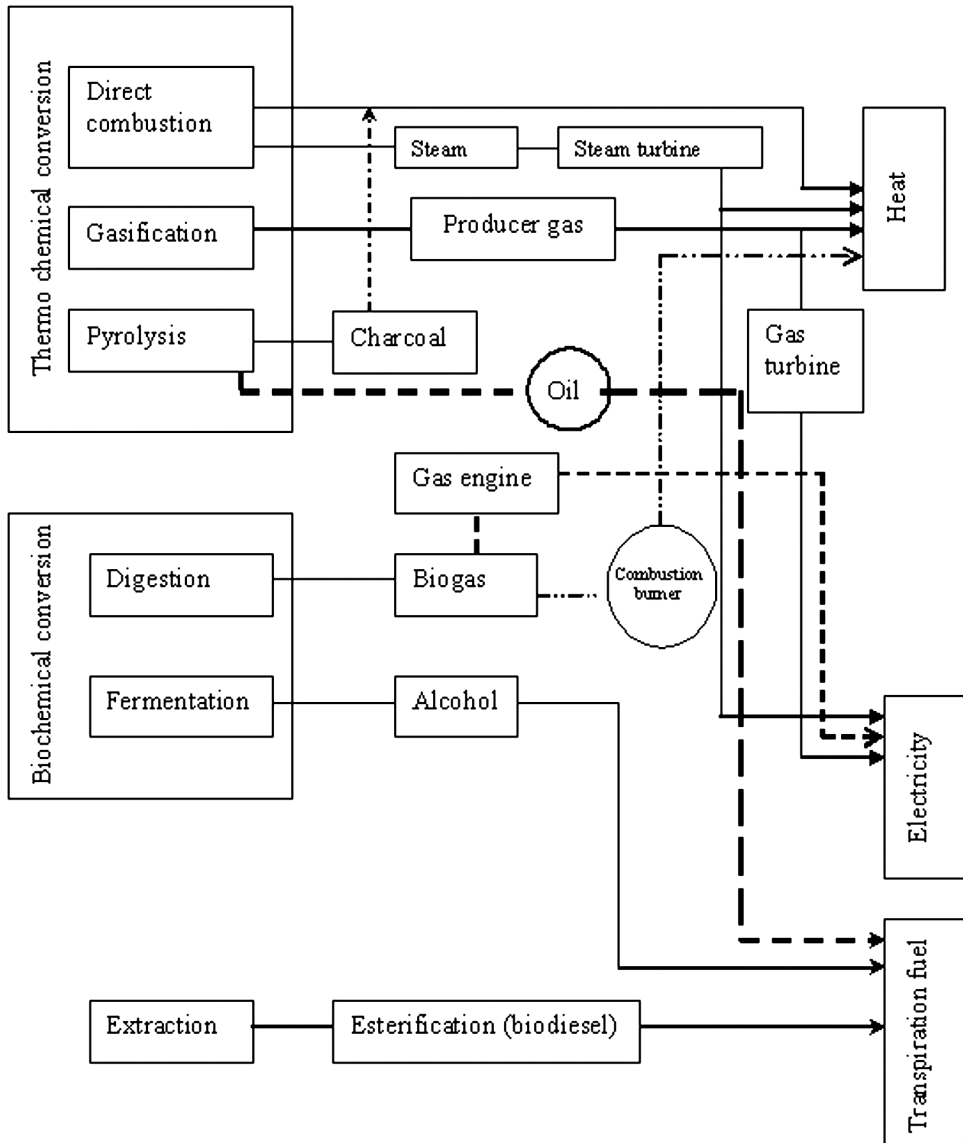 Thermo chemical conversion
Direct
combustion
Steam
Steam turbine
Heat
Gasification
Producer gas
Pyrolysis
Charcoal
Oil
Gas
turbine
Gas engine
Biochemical conversion
Digestion
Biogas
Combustion
burner
Fermentation
Alcohol
Electricity
Extraction
Esterification (biodiesel)
Transpiration fuel